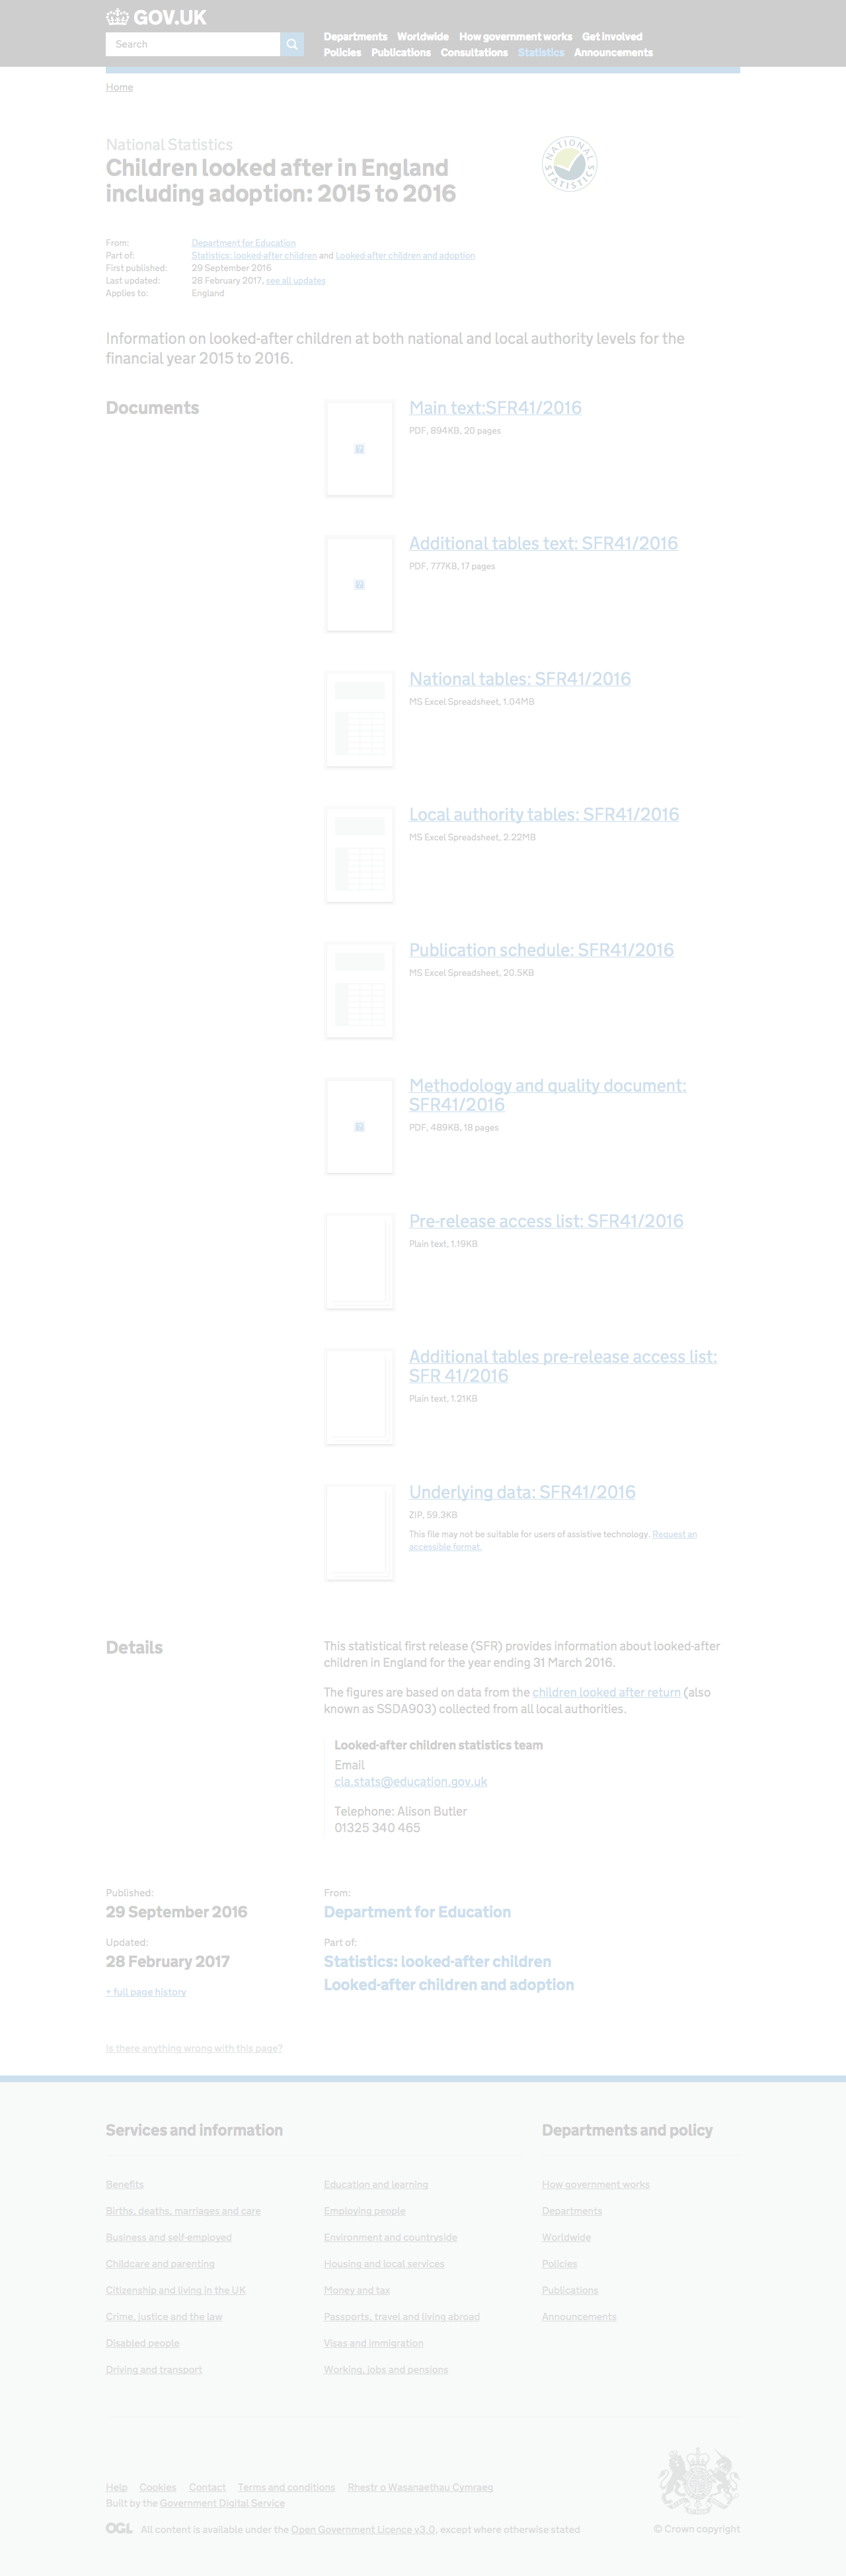 GOV.UK
Search
Departments Worldwide How government works Get involved
Policies Publications Consultations Statistics Announcements
Home
National Statistics
Children looked after in England
including adoption: 2015 to 2016
NATIONAL STATISTICS
From: Department for Education
Part of: Statistics: looked-after children and Looked-after children and adoption
First published: 29 September 2016
Last updated: 28 February 2017, see all updates
Applies to: England
Information on looked-after children at both national and local authority levels for the
financial year 2015 to 2016.
Documents
Main text:SFR41/2016
PDF, 894KB, 20 pages
Additional tables text: SFR41/2016
PDF, 777KB, 17 pages
National tables: SFR41/2016
MS Excel Spreadsheet, 1.04MB
Local authority tables: SFR41/2016
MS Excel Spreadsheet, 2.22MB
Publication schedule: SFR41/2016
MS Excel Spreadsheet, 20.5KB
Methodology and quality document:
SFR41/2016
PDF, 489KB, 18 pages
Pre-release access list: SFR41/2016
Plain text, 1.19KB
Additional tables pre-release access list:
SFR 41/2016
Plain text, 1.21KB
Underlying data: SFR41/2016
ZIP, 59.3KB
This file may not be suitable for users of assistive technology. Request an
accessible format.
Details
This statistical first release (SFR) provides information about looked-after
children in England for the year ending 31 March 2016.
The figures are based on data from the children looked after return (also
known as SSDA903) collected from all local authorities.
Looked-after children statistics team
Email
cla.stats@education.gov.uk
Telephone: Alison Butler
01325 340 465
Published:
29 September 2016
Updated:
28 February 2017
+ full page history
From:
Department for Education
Part of:
Statistics: looked-after children
Looked-after children and adoption
Is there anything wrong with this page?
Services and information
Benefits
Births, deaths, marriages and care
Business and self-employed
Childcare and parenting
Citizenship and living in the UK
Crime, justice and the law
Disabled people
Driving and transport
Education and learning
Employing people
Environment and countryside
Housing and local services
Money and tax
Passports, travel and living abroad
Visas and immigration
Working, jobs and pensions
Departments and policy
How government works
Departments
Worldwide
Policies
Publications
Announcements
Help Cookies Contact Terms and conditions Rhestr o Wasanaethau Cymraeg
Built by the Government Digital Service
OGL All content is available under the Open Government Licence v3.0, except where otherwise stated
© Crown copyright